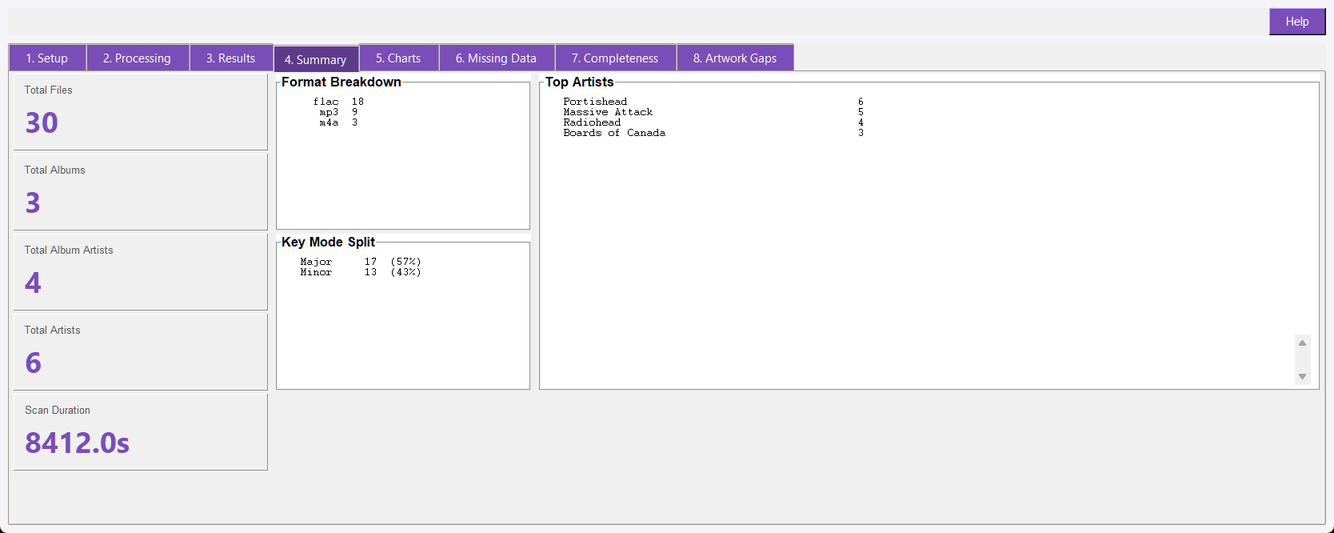 Help
1. Setup 2. Processing 3. Results 4. Summary 5. Charts 6. Missing Data 7. Completeness 8. Artwork Gaps
Total Files
30
Total Albums
3
Total Album Artists
4
Total Artists
6
Scan Duration
8412.0s
Format Breakdown
flac 18
mp3 9
m4a 3
Key Mode Split
Major 17 (57%)
Minor 13 (43%)
Top Artists
Portishead 6
Massive Attack 5
Radiohead 4
Boards of Canada 3